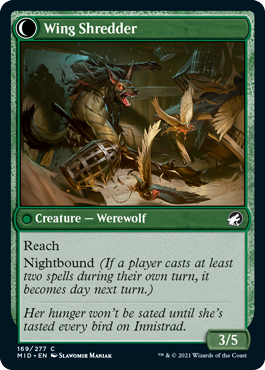 Wing Shredder
Creature — Werewolf
Reach
Nightbound (If a player casts at least
two spells during their own turn, it
becomes day next turn.)
Her hunger won't be sated until she's
tasted every bird on Innistrad.
3/5
169/277 C
MID • EN Slawomir Maniak
™ & © 2021 Wizards of the Coast